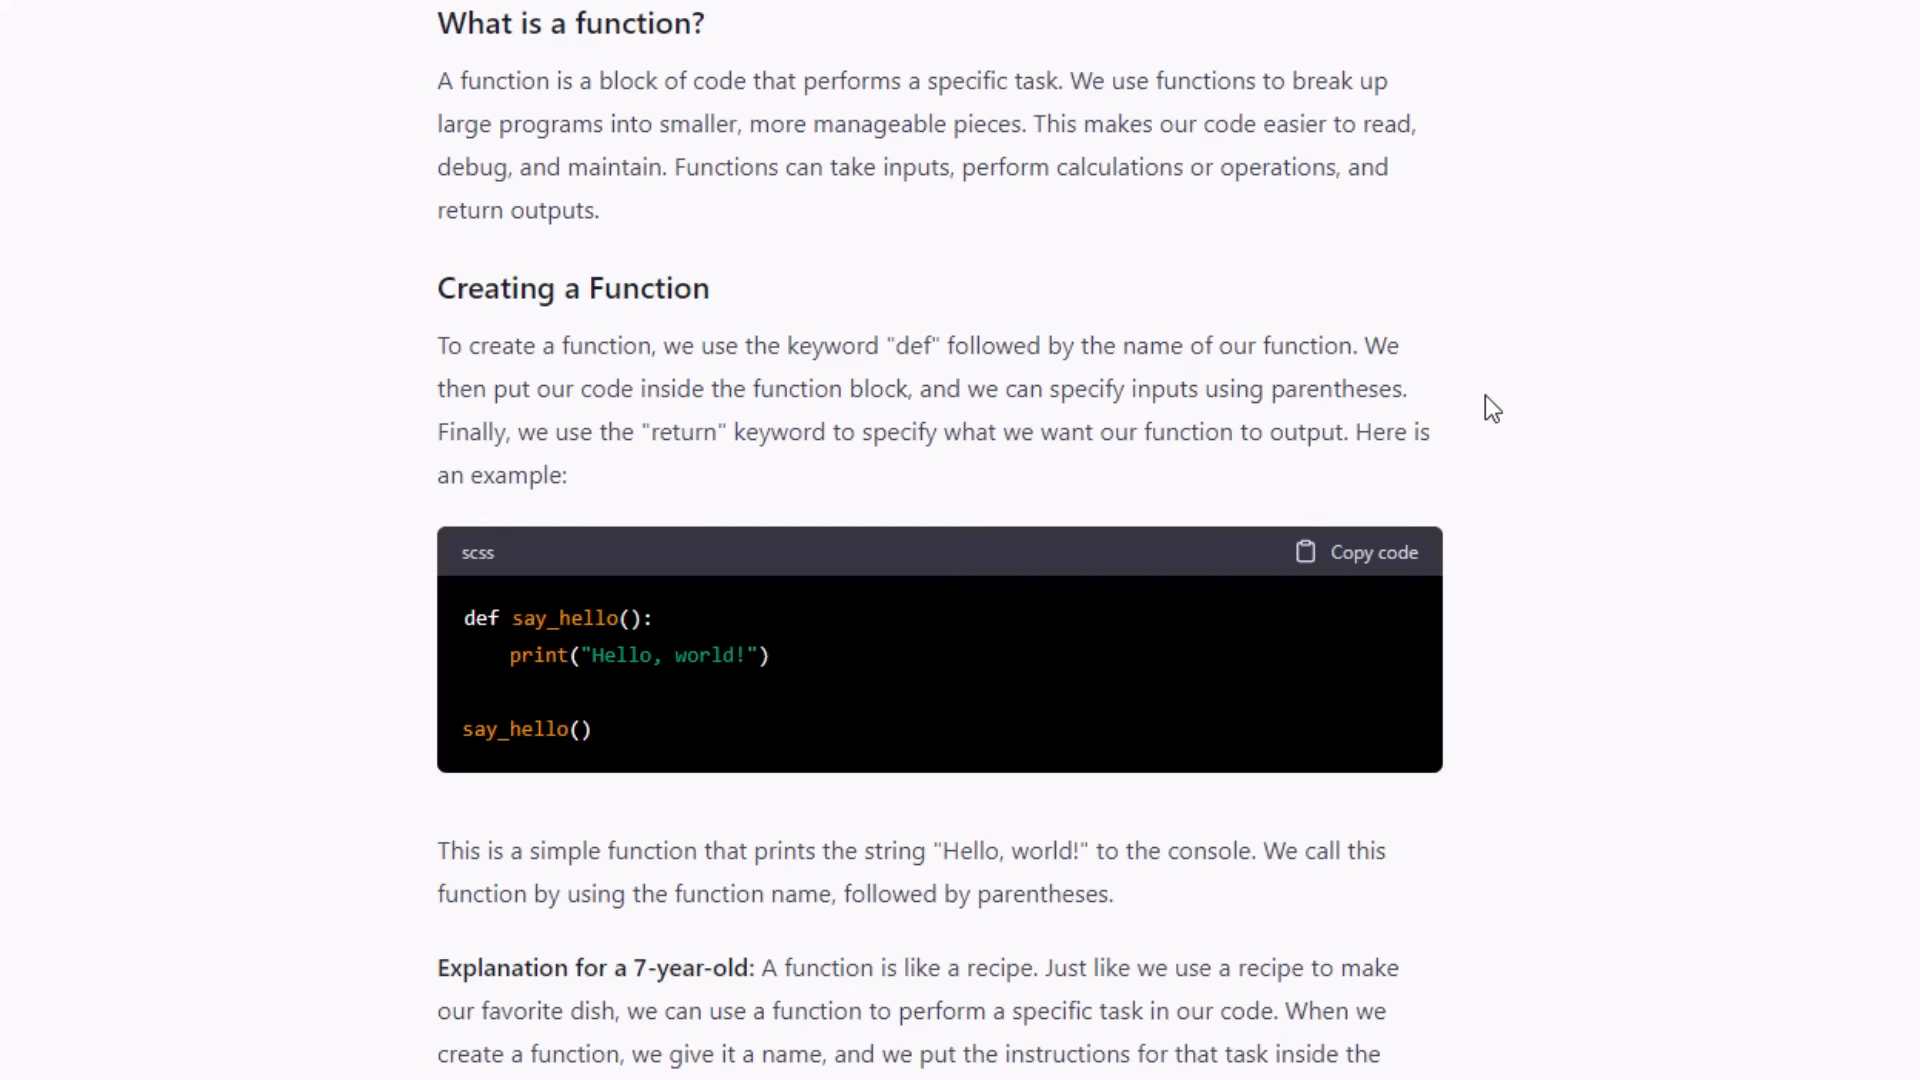 What is a function?
A function is a block of code that performs a specific task. We use functions to break up
large programs into smaller, more manageable pieces. This makes our code easier to read,
debug, and maintain. Functions can take inputs, perform calculations or operations, and
return outputs.
Creating a Function
To create a function, we use the keyword "def" followed by the name of our function. We
then put our code inside the function block, and we can specify inputs using parentheses.
Finally, we use the "return" keyword to specify what we want our function to output. Here is
an example:
scss Copy code
def say_hello():
    print("Hello, world!")
say_hello()
This is a simple function that prints the string "Hello, world!" to the console. We call this
function by using the function name, followed by parentheses.
Explanation for a 7-year-old: A function is like a recipe. Just like we use a recipe to make
our favorite dish, we can use a function to perform a specific task in our code. When we
create a function, we give it a name, and we put the instructions for that task inside the